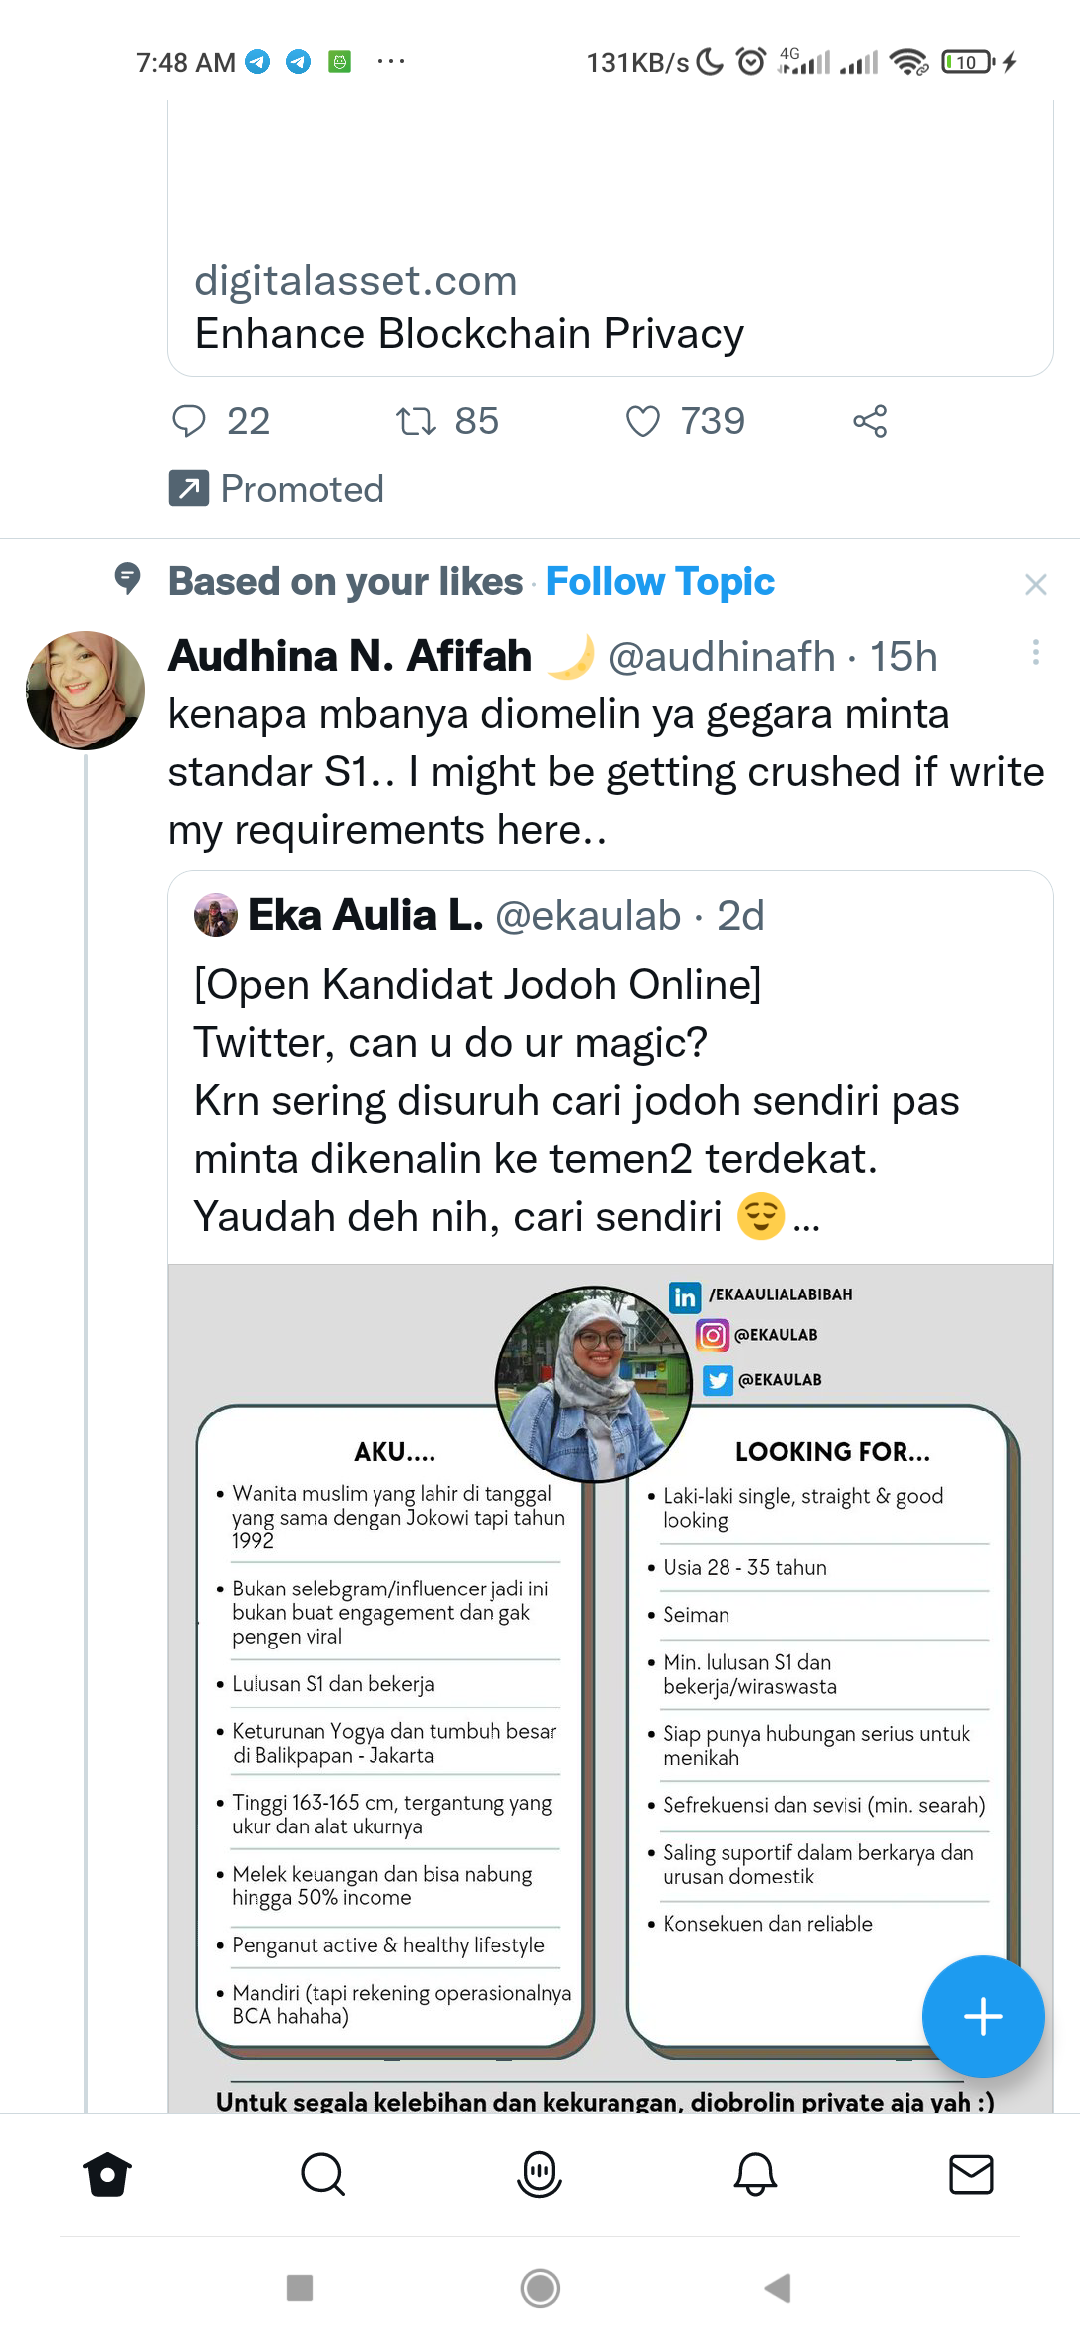 7:48 AM ... 131KB/s 4G 10
digitalasset.com
Enhance Blockchain Privacy
22 85 739
Promoted
Based on your likes · Follow Topic
Audhina N. Afifah 🌙 @audhinafh · 15h
kenapa mbanya diomelin ya gegara minta
standar S1.. I might be getting crushed if write
my requirements here..
Eka Aulia L. @ekaulab · 2d
[Open Kandidat Jodoh Online]
Twitter, can u do ur magic?
Krn sering disuruh cari jodoh sendiri pas
minta dikenalin ke temen2 terdekat.
Yaudah deh nih, cari sendiri 😌...
in /EKAAULIALABIBAH
@EKAULAB
@EKAULAB
AKU....
• Wanita muslim yang lahir di tanggal
yang sama dengan Jokowi tapi tahun
1992
• Bukan selebgram/influencer jadi ini
bukan buat engagement dan gak
pengen viral
• Lulusan S1 dan bekerja
• Keturunan Yogya dan tumbuh besar
di Balikpapan - Jakarta
• Tinggi 163-165 cm, tergantung yang
ukur dan alat ukurnya
• Melek keuangan dan bisa nabung
hingga 50% income
• Penganut active & healthy lifestyle
• Mandiri (tapi rekening operasionalnya
BCA hahaha)
LOOKING FOR...
• Laki-laki single, straight & good
looking
• Usia 28 - 35 tahun
• Seiman
• Min. lulusan S1 dan
bekerja/wiraswasta
• Siap punya hubungan serius untuk
menikah
• Sefrekuensi dan sevisi (min. searah)
• Saling suportif dalam berkarya dan
urusan domestik
• Konsekuen dan reliable
Untuk segala kelebihan dan kekurangan, diobrolin private aja yah :)